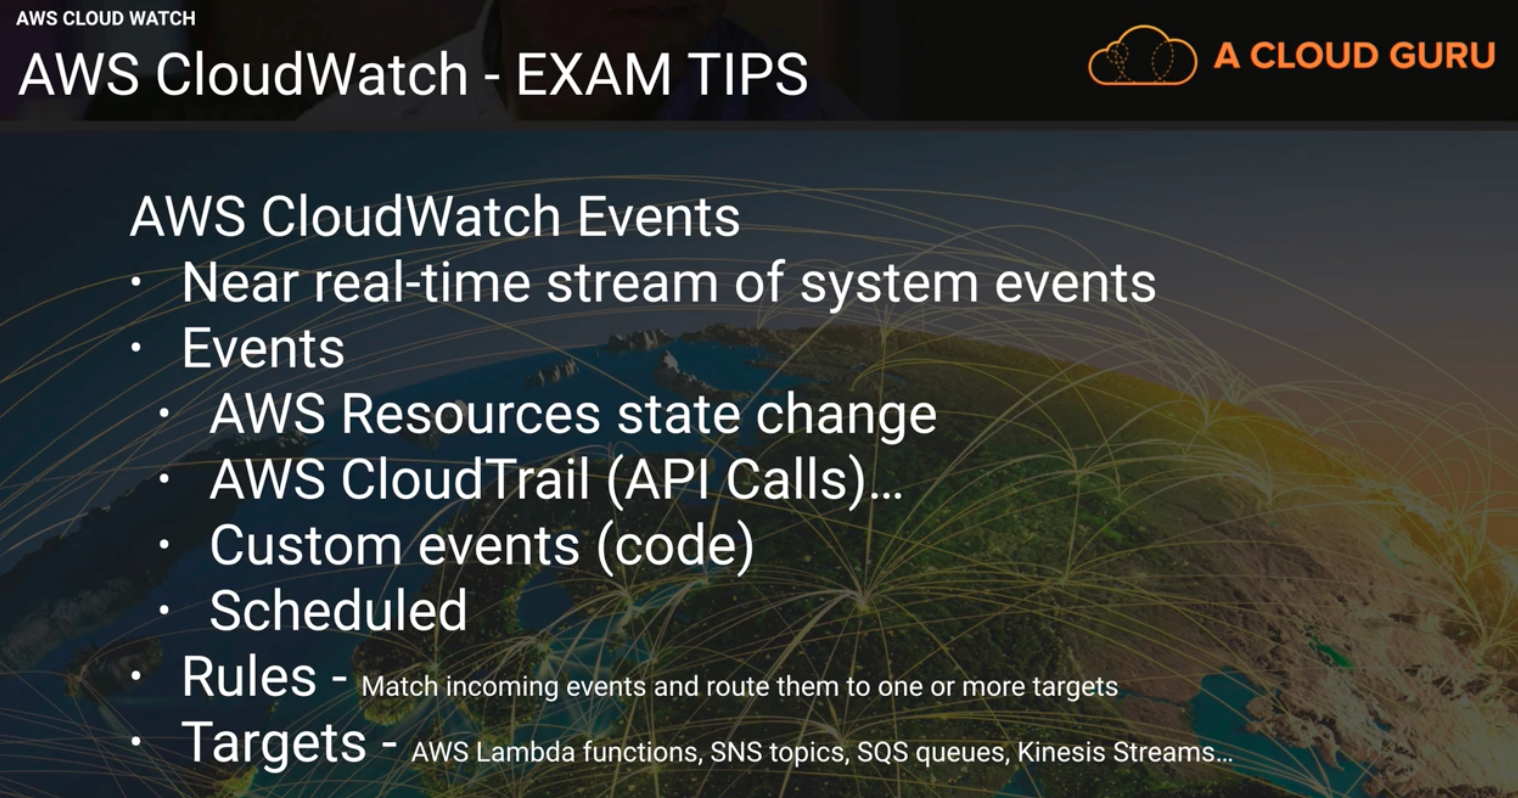 AWS CLOUD WATCH
AWS CloudWatch - EXAM TIPS
A CLOUD GURU
AWS CloudWatch Events
• Near real-time stream of system events
• Events
• AWS Resources state change
• AWS CloudTrail (API Calls)…
• Custom events (code)
• Scheduled
• Rules - Match incoming events and route them to one or more targets
• Targets - AWS Lambda functions, SNS topics, SQS queues, Kinesis Streams…